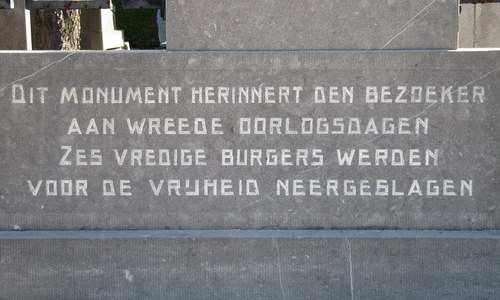 Dit monument herinnert den bezoeker
aan wreede oorlogsdagen
Zes vredige burgers werden
voor de vrijheid neergeslagen